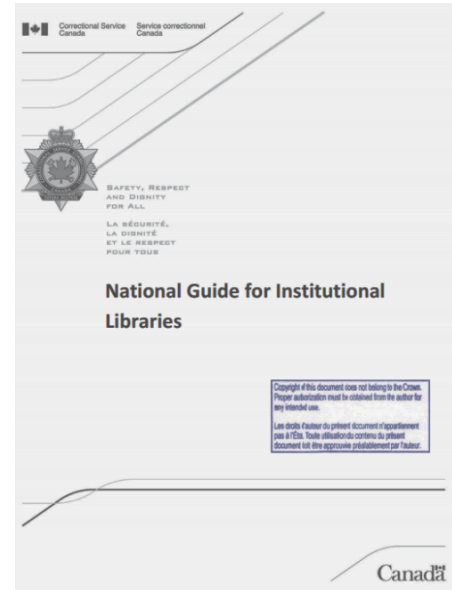 Correctional Service
Canada
Service correctionnel
Canada
SAFETY, RESPECT
AND DIGNITY
FOR ALL
LA SÉCURITÉ,
LA DIGNITÉ
ET LE RESPECT
POUR TOUS
National Guide for Institutional
Libraries
Copyright of this document does not belong to the Crown.
Proper authorization must be obtained from the author for
any intended use.
Les droits d'auteur du présent document n'appartiennent
pas à l'État. Toute utilisation du contenu du présent
document doit être approuvée préalablement par l'auteur.
Canada